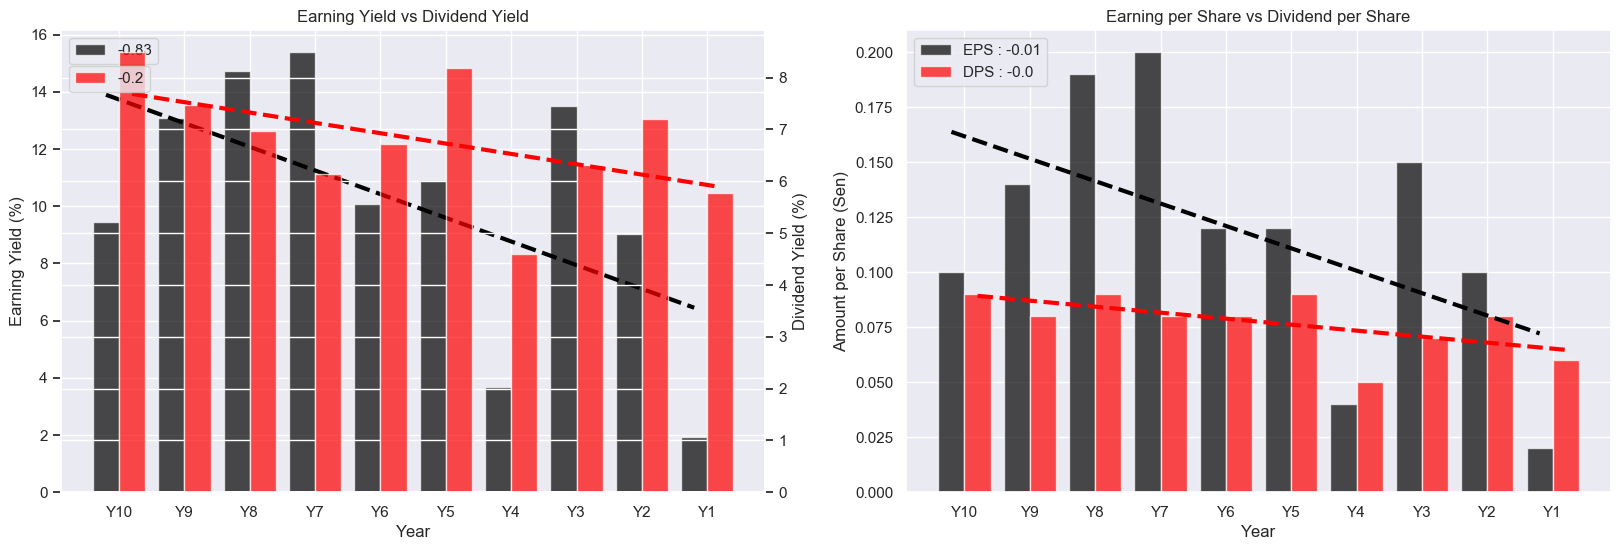 Earning Yield vs Dividend Yield
-0.83
-0.2
16
14
12
10
8
6
4
2
0
Earning Yield (%)
8
7
6
5
4
3
2
1
0
Dividend Yield (%)
Y10 Y9 Y8 Y7 Y6 Y5 Y4 Y3 Y2 Y1
Year
Earning per Share vs Dividend per Share
EPS : -0.01
DPS : -0.0
0.200
0.175
0.150
0.125
0.100
0.075
0.050
0.025
0.000
Amount per Share (Sen)
Y10 Y9 Y8 Y7 Y6 Y5 Y4 Y3 Y2 Y1
Year